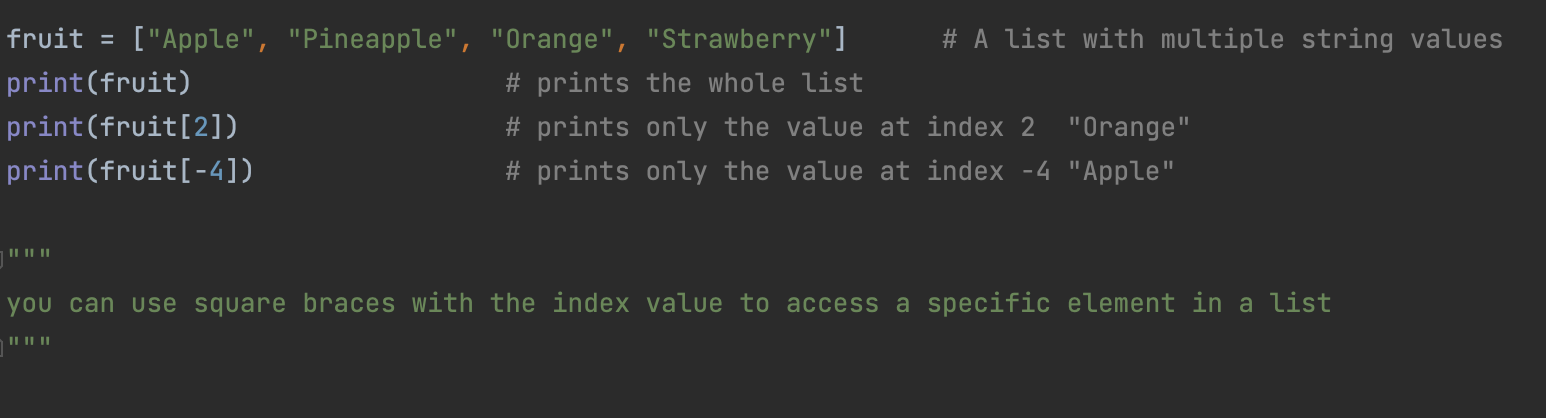 fruit = ["Apple", "Pineapple", "Orange", "Strawberry"]      # A list with multiple string values
print(fruit)                    # prints the whole list
print(fruit[2])                 # prints only the value at index 2  "Orange"
print(fruit[-4])                # prints only the value at index -4 "Apple"
"""
you can use square braces with the index value to access a specific element in a list
"""